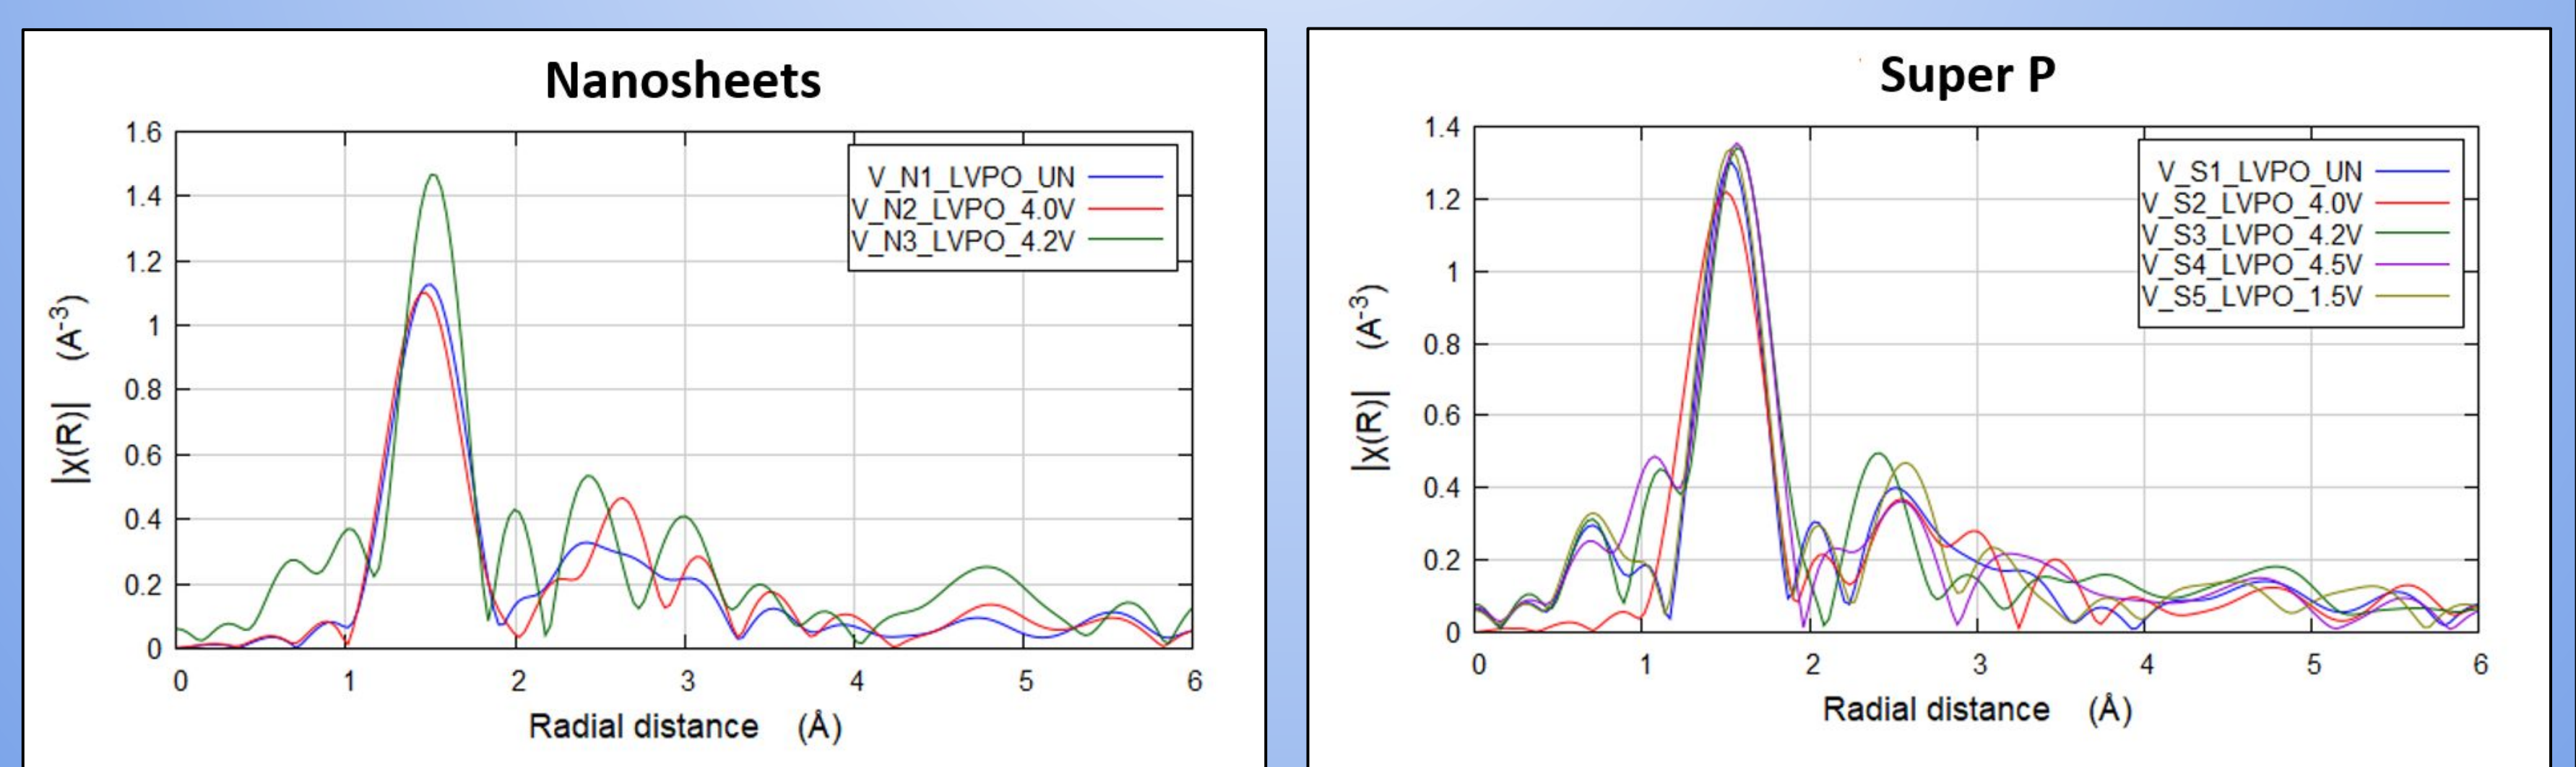 Nanosheets
1.6
1.4
1.2
1
0.8
0.6
0.4
0.2
0
|χ(R)| (A⁻³)
V_N1_LVPO_UN
V_N2_LVPO_4.0V
V_N3_LVPO_4.2V
0 1 2 3 4 5 6
Radial distance (Å)
Super P
1.4
1.2
1
0.8
0.6
0.4
0.2
0
|χ(R)| (A⁻³)
V_S1_LVPO_UN
V_S2_LVPO_4.0V
V_S3_LVPO_4.2V
V_S4_LVPO_4.5V
V_S5_LVPO_1.5V
0 1 2 3 4 5 6
Radial distance (Å)